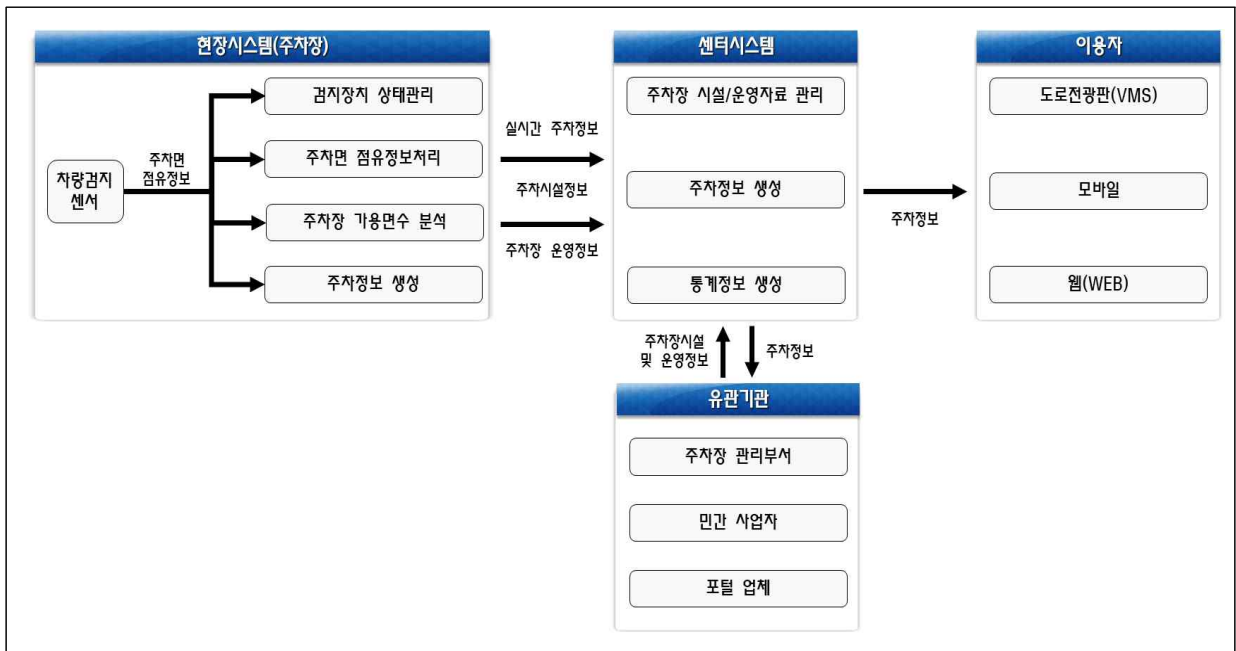 현장시스템(주차장)
차량검지
센서
주차면
점유정보
검지장치 상태관리
주차면 점유정보처리
주차장 가용면수 분석
주차정보 생성
실시간 주차정보
주차시설정보
주차장 운영정보
센터시스템
주차장 시설/운영자료 관리
주차정보 생성
통계정보 생성
주차정보
이용자
도로전광판(VMS)
모바일
웹(WEB)
주차장시설
및 운영정보
주차정보
유관기관
주차장 관리부서
민간 사업자
포털 업체